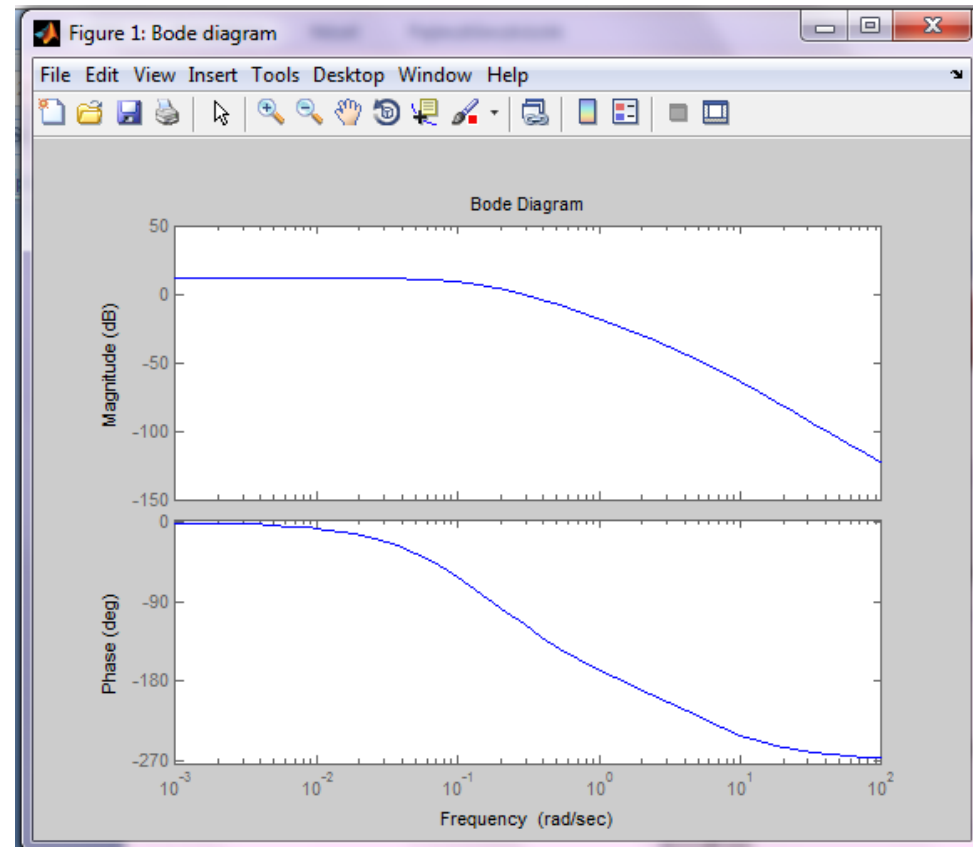 Figure 1: Bode diagram
File Edit View Insert Tools Desktop Window Help
Bode Diagram
50
0
-50
-100
-150
Magnitude (dB)
0
-90
-180
-270
Phase (deg)
10^-3 10^-2 10^-1 10^0 10^1 10^2
Frequency (rad/sec)